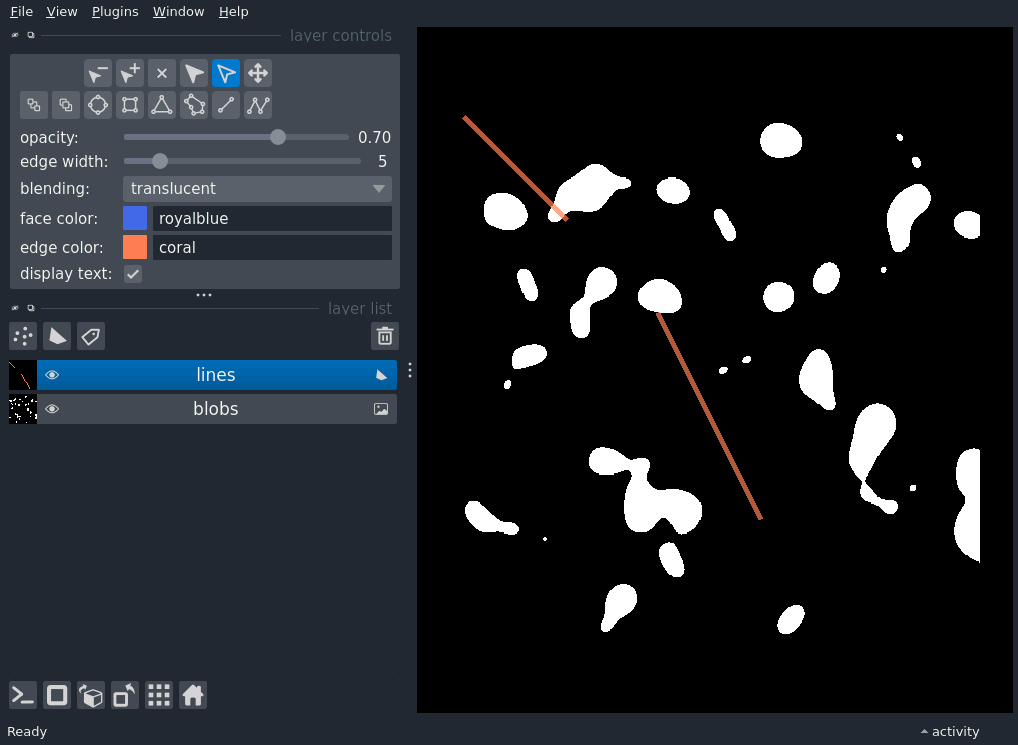 File View Plugins Window Help
layer controls
opacity: 0.70
edge width: 5
blending: translucent
face color: royalblue
edge color: coral
display text:
layer list
lines
blobs
Ready activity